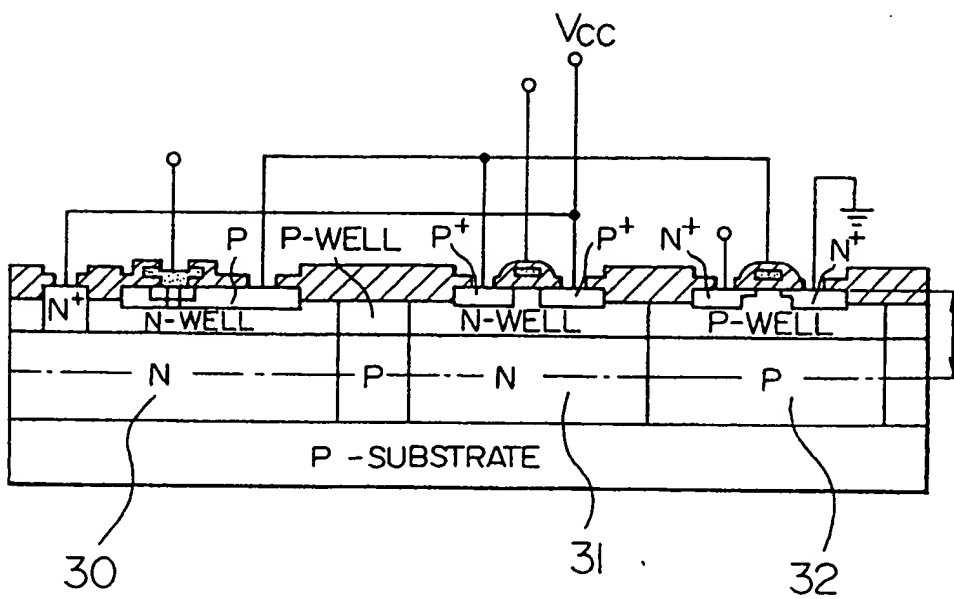 VCC
P P-WELL P+ P+ N+ N+
N+ N-WELL N-WELL P-WELL
N P N P
P-SUBSTRATE
30 31 32